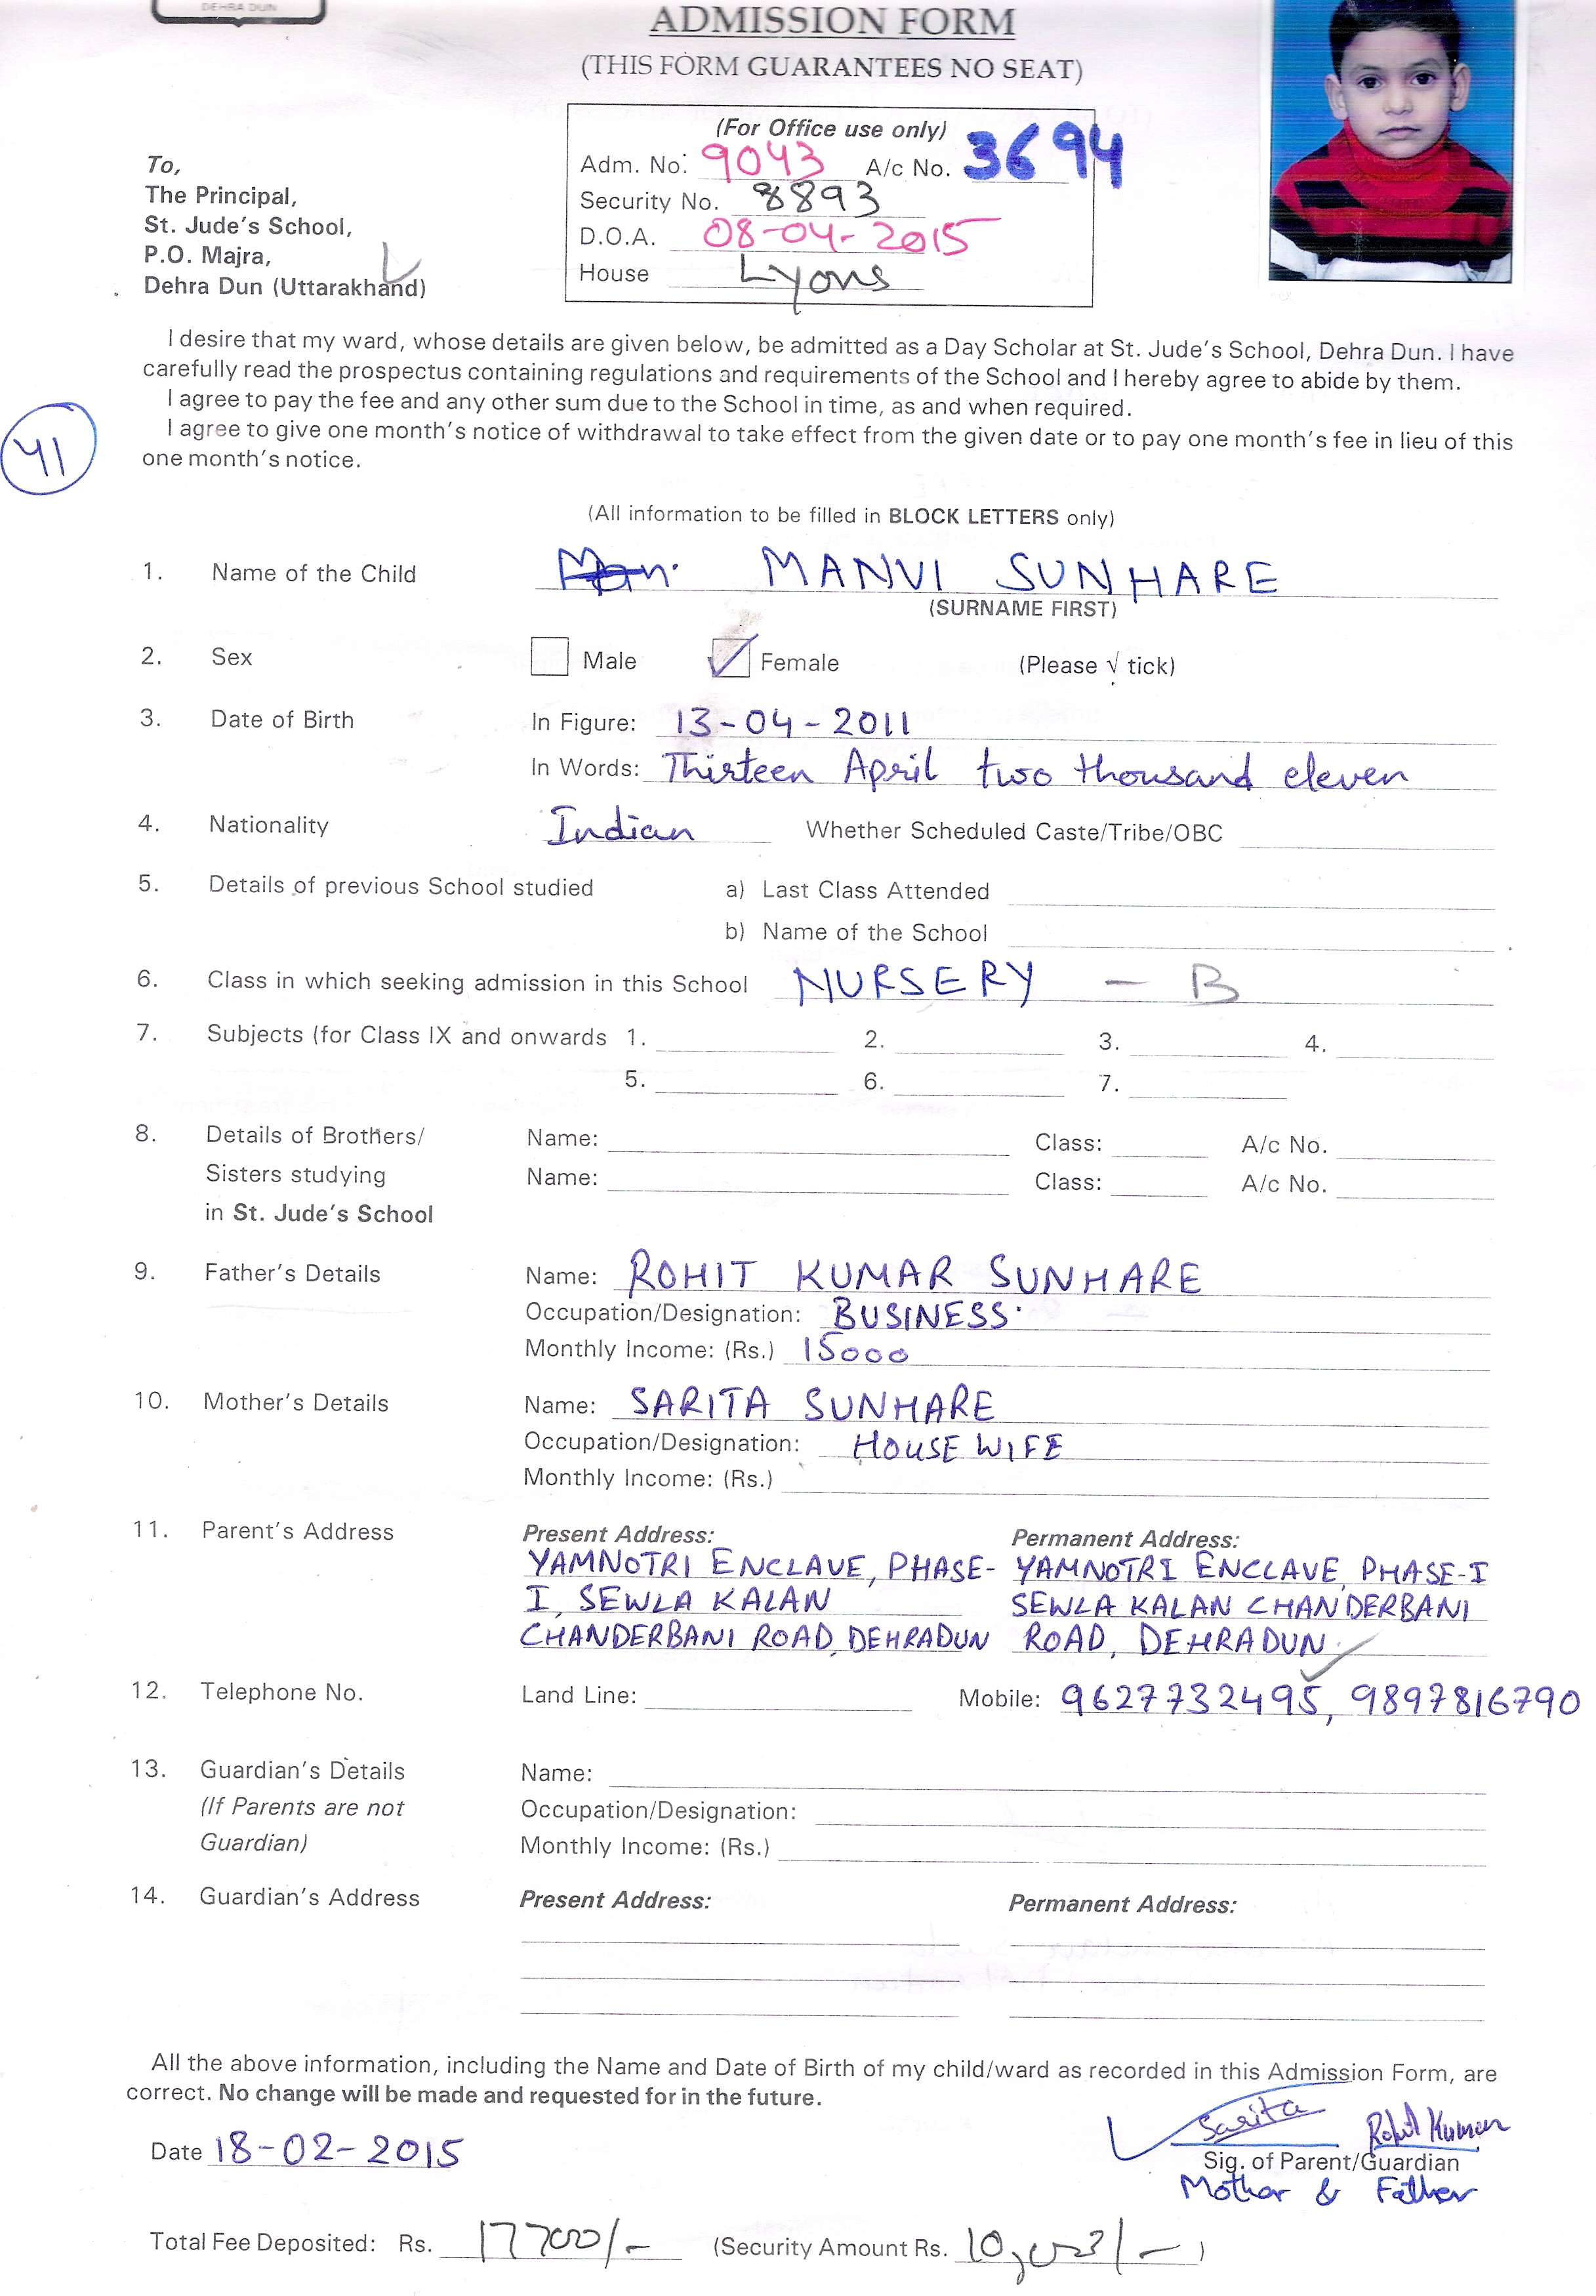 DEHRA DUN
ADMISSION FORM
(THIS FORM GUARANTEES NO SEAT)
(For Office use only)
Adm. No: 9043 A/c No. 3694
Security No. 8893
D.O.A. 08-04-2015
House Lyons
To,
The Principal,
St. Jude's School,
P.O. Majra,
Dehra Dun (Uttarakhand)
I desire that my ward, whose details are given below, be admitted as a Day Scholar at St. Jude's School, Dehra Dun. I have
carefully read the prospectus containing regulations and requirements of the School and I hereby agree to abide by them.
I agree to pay the fee and any other sum due to the School in time, as and when required.
I agree to give one month's notice of withdrawal to take effect from the given date or to pay one month's fee in lieu of this
one month's notice.
41
(All information to be filled in BLOCK LETTERS only)
1. Name of the Child MANVI SUNHARE
(SURNAME FIRST)
2. Sex Male Female (Please √ tick)
3. Date of Birth In Figure: 13-04-2011
In Words: Thirteen April two thousand eleven
4. Nationality Indian Whether Scheduled Caste/Tribe/OBC
5. Details of previous School studied a) Last Class Attended
b) Name of the School
6. Class in which seeking admission in this School NURSERY - B
7. Subjects (for Class IX and onwards 1. 2. 3. 4.
5. 6. 7.
8. Details of Brothers/ Name: Class: A/c No.
Sisters studying Name: Class: A/c No.
in St. Jude's School
9. Father's Details Name: ROHIT KUMAR SUNHARE
Occupation/Designation: BUSINESS.
Monthly Income: (Rs.) 15000
10. Mother's Details Name: SARITA SUNHARE
Occupation/Designation: HOUSE WIFE
Monthly Income: (Rs.)
11. Parent's Address Present Address: Permanent Address:
YAMNOTRI ENCLAVE, PHASE- YAMNOTRI ENCLAVE, PHASE-I
I, SEWLA KALAN SEWLA KALAN CHANDERBANI
CHANDERBANI ROAD, DEHRADUN ROAD, DEHRADUN.
12. Telephone No. Land Line: Mobile: 9627732495, 9897816790
13. Guardian's Details Name:
(If Parents are not Occupation/Designation:
Guardian) Monthly Income: (Rs.)
14. Guardian's Address Present Address: Permanent Address:
All the above information, including the Name and Date of Birth of my child/ward as recorded in this Admission Form, are
correct. No change will be made and requested for in the future.
Sarita Rohit Kumar
Date 18-02-2015
Sig. of Parent/Guardian
Mother & Father
Total Fee Deposited: Rs. 17700/- (Security Amount Rs. 10,000/-)